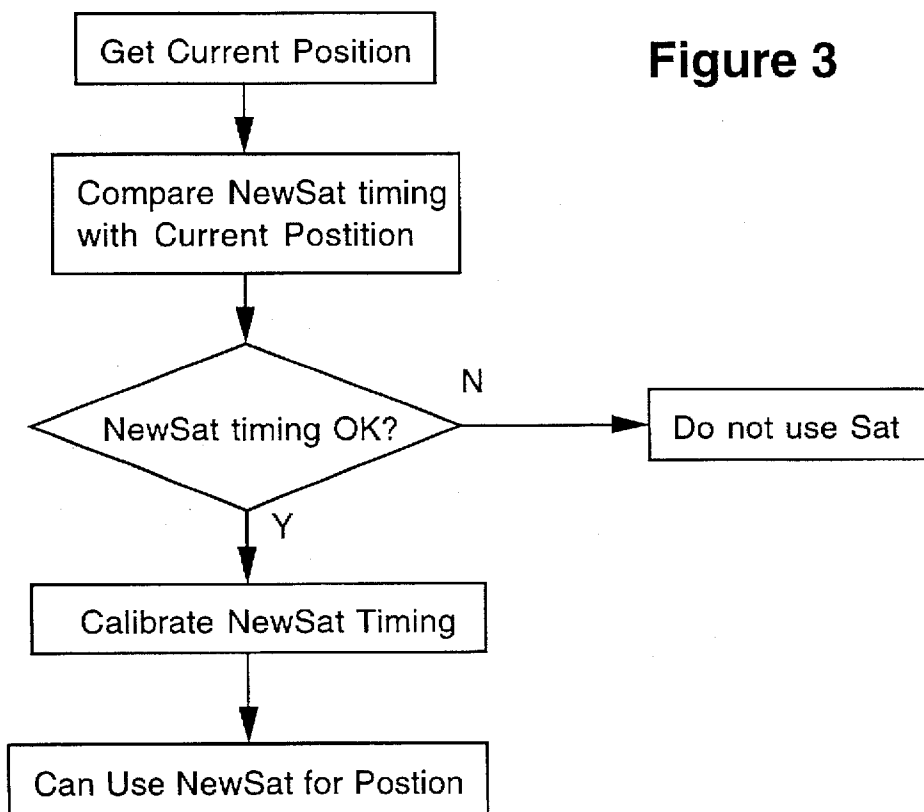 Get Current Position
Figure 3
Compare NewSat timing
with Current Postition
NewSat timing OK?
N
Do not use Sat
Y
Calibrate NewSat Timing
Can Use NewSat for Postion